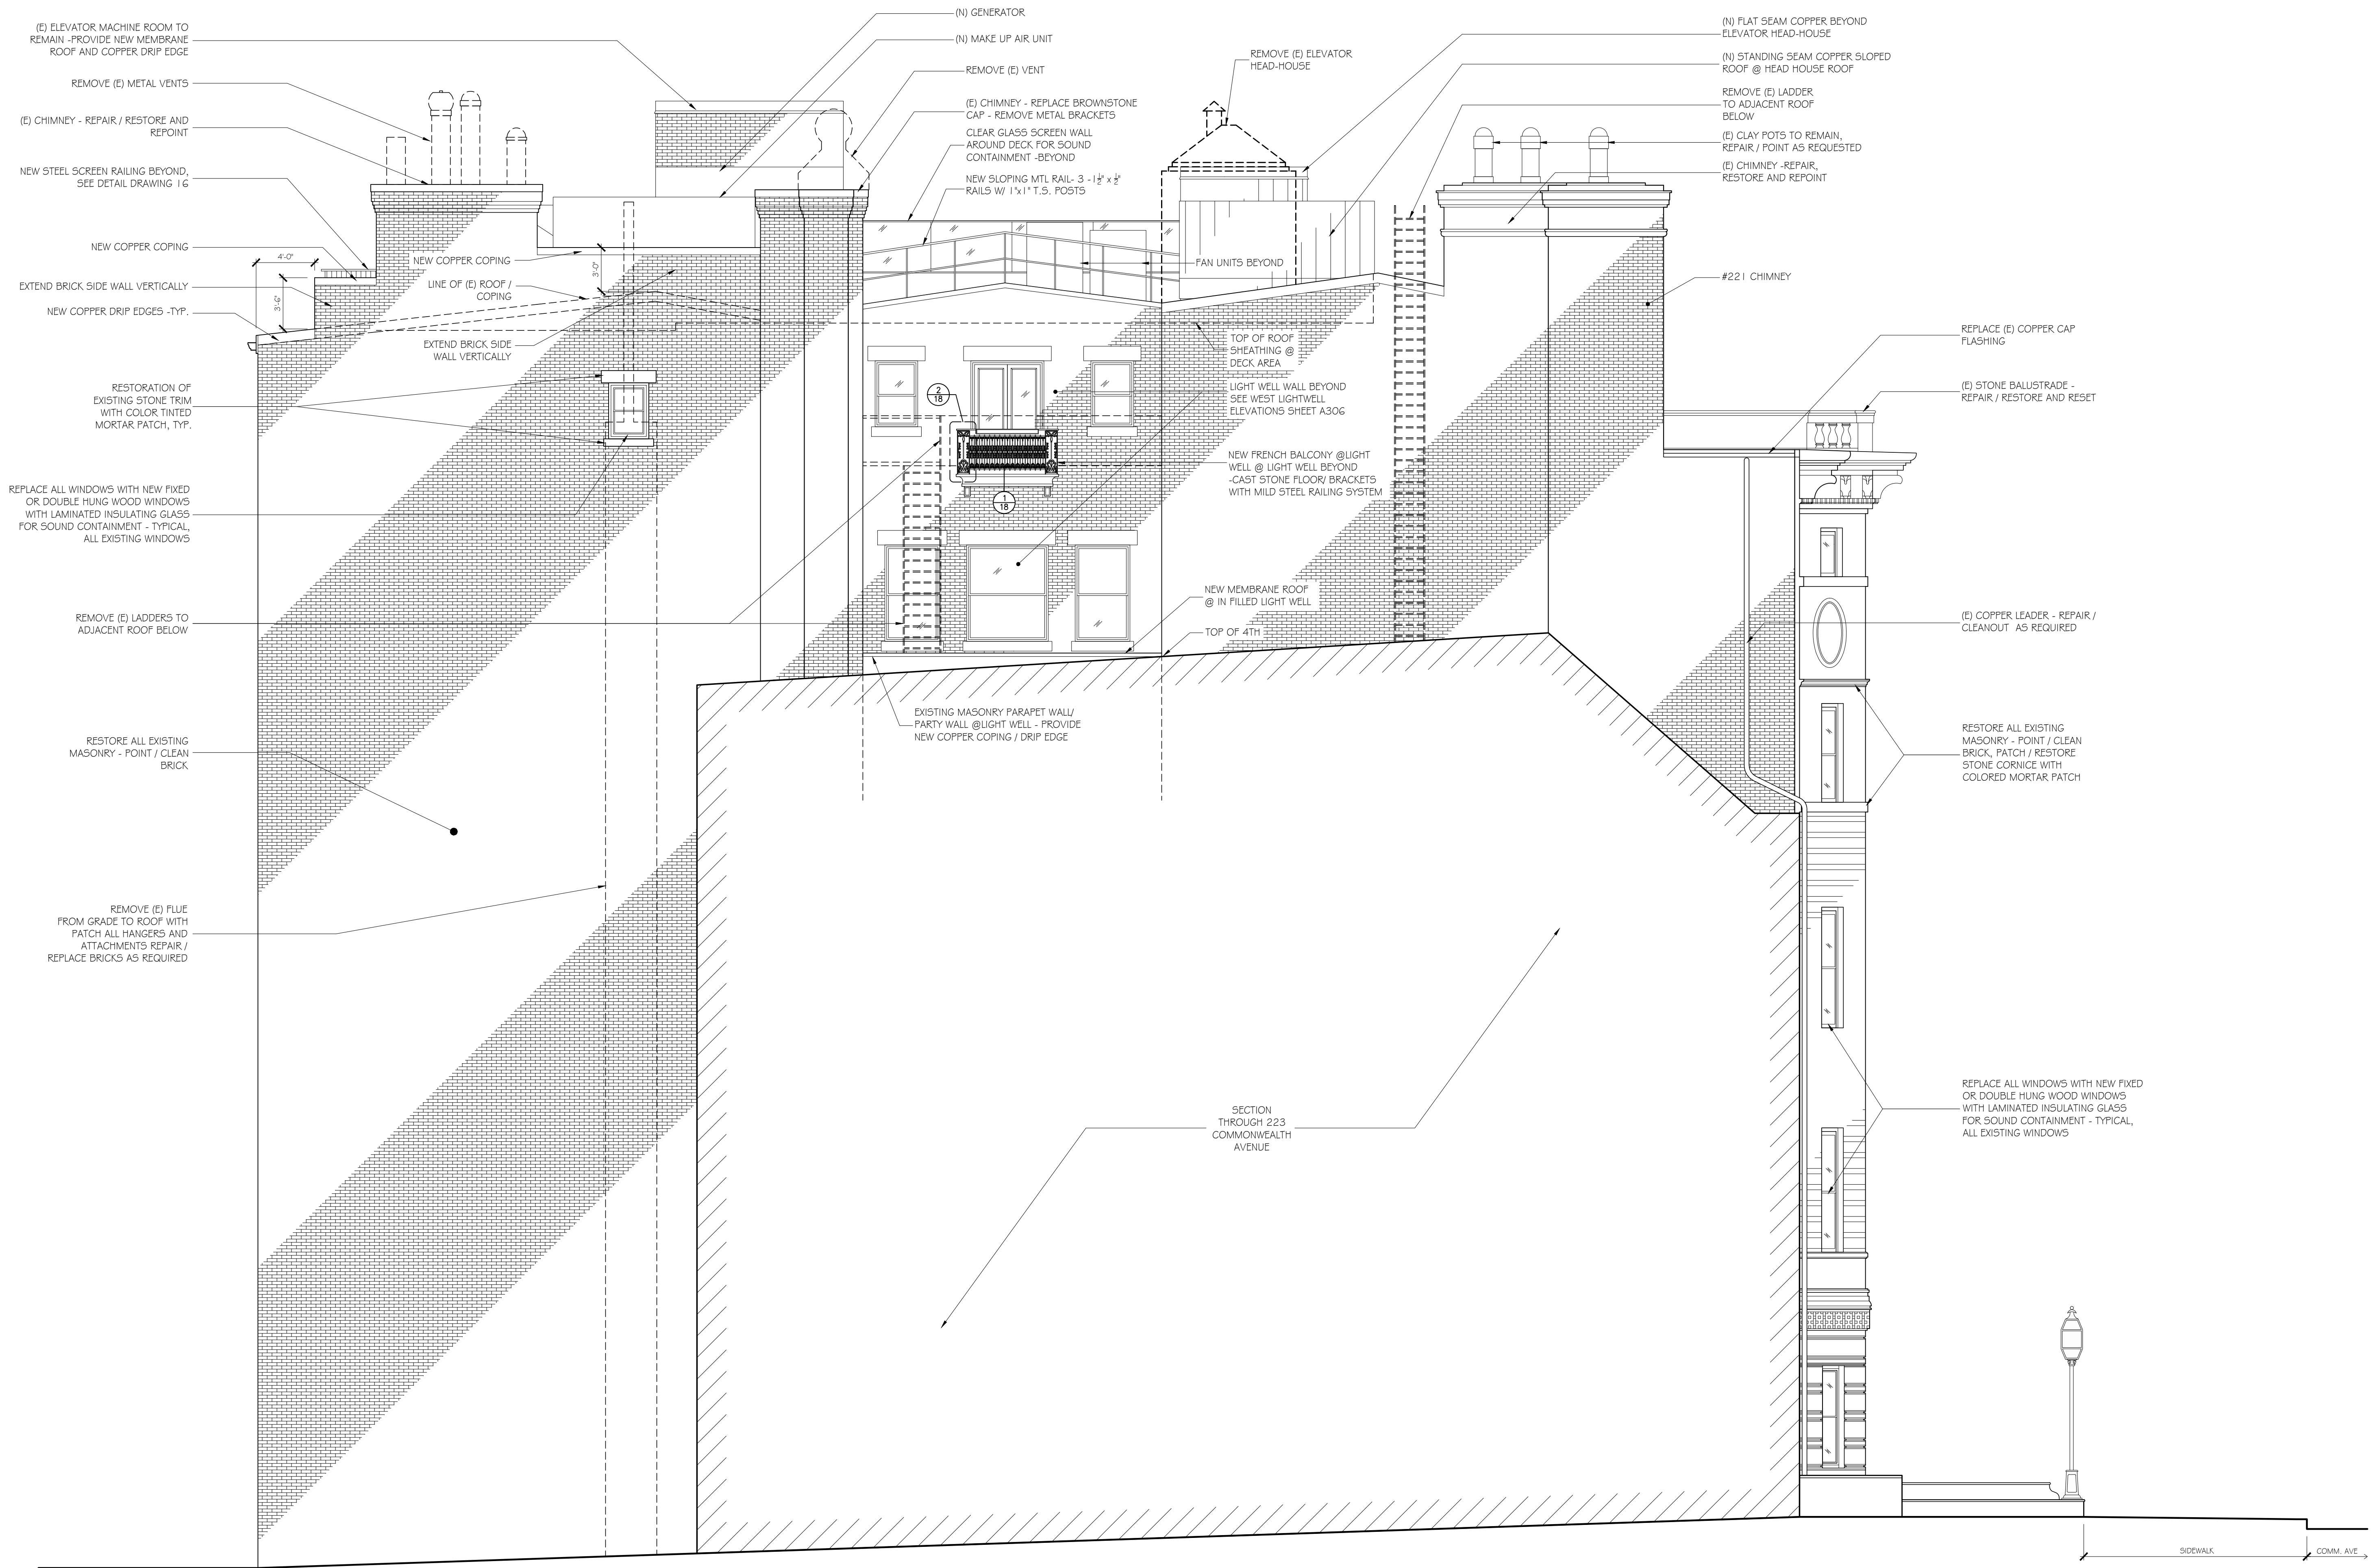 (E) ELEVATOR MACHINE ROOM TO
REMAIN -PROVIDE NEW MEMBRANE
ROOF AND COPPER DRIP EDGE
REMOVE (E) METAL VENTS
(E) CHIMNEY - REPAIR / RESTORE AND
REPOINT
NEW STEEL SCREEN RAILING BEYOND,
SEE DETAIL DRAWING 16
NEW COPPER COPING
4'-0"
EXTEND BRICK SIDE WALL VERTICALLY
3'-6"
NEW COPPER DRIP EDGES -TYP.
RESTORATION OF
EXISTING STONE TRIM
WITH COLOR TINTED
MORTAR PATCH, TYP.
REPLACE ALL WINDOWS WITH NEW FIXED
OR DOUBLE HUNG WOOD WINDOWS
WITH LAMINATED INSULATING GLASS
FOR SOUND CONTAINMENT - TYPICAL,
ALL EXISTING WINDOWS
REMOVE (E) LADDERS TO
ADJACENT ROOF BELOW
RESTORE ALL EXISTING
MASONRY - POINT / CLEAN
BRICK
REMOVE (E) FLUE
FROM GRADE TO ROOF WITH
PATCH ALL HANGERS AND
ATTACHMENTS REPAIR /
REPLACE BRICKS AS REQUIRED
NEW COPPER COPING
3'-0"
LINE OF (E) ROOF /
COPING
EXTEND BRICK SIDE
WALL VERTICALLY
(N) GENERATOR
(N) MAKE UP AIR UNIT
REMOVE (E) VENT
(E) CHIMNEY - REPLACE BROWNSTONE
CAP - REMOVE METAL BRACKETS
CLEAR GLASS SCREEN WALL
AROUND DECK FOR SOUND
CONTAINMENT -BEYOND
NEW SLOPING MTL RAIL- 3 -1½" x ½"
RAILS W/ 1"x1" T.S. POSTS
REMOVE (E) ELEVATOR
HEAD-HOUSE
FAN UNITS BEYOND
TOP OF ROOF
SHEATHING @
DECK AREA
LIGHT WELL WALL BEYOND
SEE WEST LIGHTWELL
ELEVATIONS SHEET A306
2
18
NEW FRENCH BALCONY @LIGHT
WELL @ LIGHT WELL BEYOND
-CAST STONE FLOOR/ BRACKETS
WITH MILD STEEL RAILING SYSTEM
1
18
NEW MEMBRANE ROOF
@ IN FILLED LIGHT WELL
TOP OF 4TH
EXISTING MASONRY PARAPET WALL/
PARTY WALL @LIGHT WELL - PROVIDE
NEW COPPER COPING / DRIP EDGE
SECTION
THROUGH 223
COMMONWEALTH
AVENUE
(N) FLAT SEAM COPPER BEYOND
ELEVATOR HEAD-HOUSE
(N) STANDING SEAM COPPER SLOPED
ROOF @ HEAD HOUSE ROOF
REMOVE (E) LADDER
TO ADJACENT ROOF
BELOW
(E) CLAY POTS TO REMAIN,
REPAIR / POINT AS REQUESTED
(E) CHIMNEY -REPAIR,
RESTORE AND REPOINT
#221 CHIMNEY
REPLACE (E) COPPER CAP
FLASHING
(E) STONE BALUSTRADE -
REPAIR / RESTORE AND RESET
(E) COPPER LEADER - REPAIR /
CLEANOUT AS REQUIRED
RESTORE ALL EXISTING
MASONRY - POINT / CLEAN
BRICK, PATCH / RESTORE
STONE CORNICE WITH
COLORED MORTAR PATCH
REPLACE ALL WINDOWS WITH NEW FIXED
OR DOUBLE HUNG WOOD WINDOWS
WITH LAMINATED INSULATING GLASS
FOR SOUND CONTAINMENT - TYPICAL,
ALL EXISTING WINDOWS
SIDEWALK
COMM. AVE